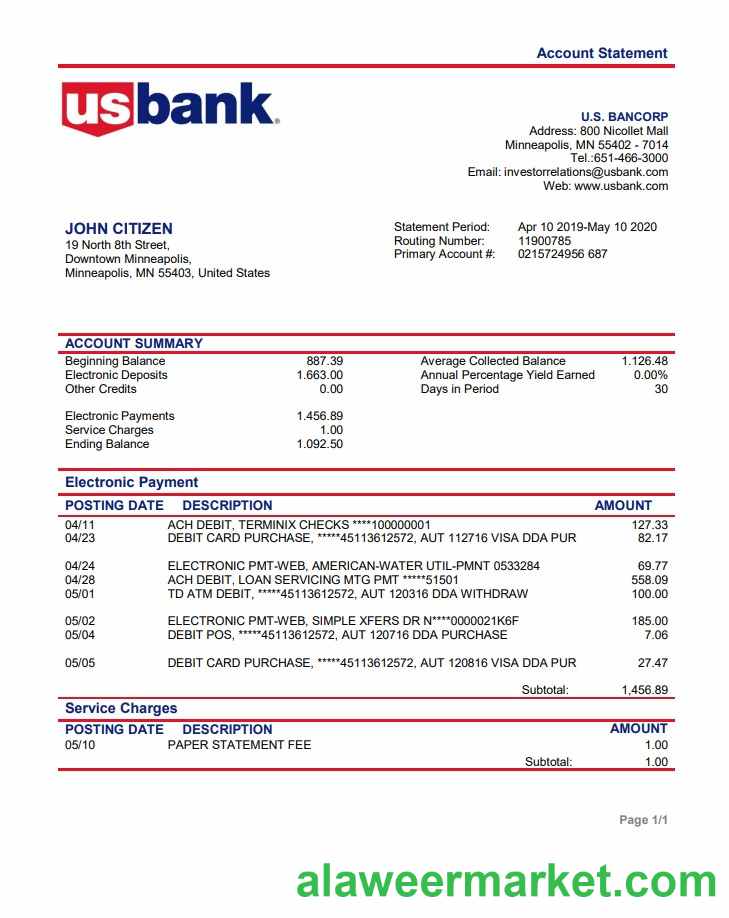 Account Statement
usbank®
U.S. BANCORP
Address: 800 Nicollet Mall
Minneapolis, MN 55402 - 7014
Tel.:651-466-3000
Email: investorrelations@usbank.com
Web: www.usbank.com
JOHN CITIZEN
19 North 8th Street,
Downtown Minneapolis,
Minneapolis, MN 55403, United States
Statement Period: Apr 10 2019-May 10 2020
Routing Number: 11900785
Primary Account #: 0215724956 687
ACCOUNT SUMMARY
Beginning Balance 887.39 Average Collected Balance 1.126.48
Electronic Deposits 1.663.00 Annual Percentage Yield Earned 0.00%
Other Credits 0.00 Days in Period 30
Electronic Payments 1.456.89
Service Charges 1.00
Ending Balance 1.092.50
Electronic Payment
POSTING DATE DESCRIPTION AMOUNT
04/11 ACH DEBIT, TERMINIX CHECKS ****100000001 127.33
04/23 DEBIT CARD PURCHASE, *****45113612572, AUT 112716 VISA DDA PUR 82.17
04/24 ELECTRONIC PMT-WEB, AMERICAN-WATER UTIL-PMNT 0533284 69.77
04/28 ACH DEBIT, LOAN SERVICING MTG PMT *****51501 558.09
05/01 TD ATM DEBIT, *****45113612572, AUT 120316 DDA WITHDRAW 100.00
05/02 ELECTRONIC PMT-WEB, SIMPLE XFERS DR N****0000021K6F 185.00
05/04 DEBIT POS, *****45113612572, AUT 120716 DDA PURCHASE 7.06
05/05 DEBIT CARD PURCHASE, *****45113612572, AUT 120816 VISA DDA PUR 27.47
Subtotal: 1,456.89
Service Charges
POSTING DATE DESCRIPTION AMOUNT
05/10 PAPER STATEMENT FEE 1.00
Subtotal: 1.00
Page 1/1
alaweermarket.com